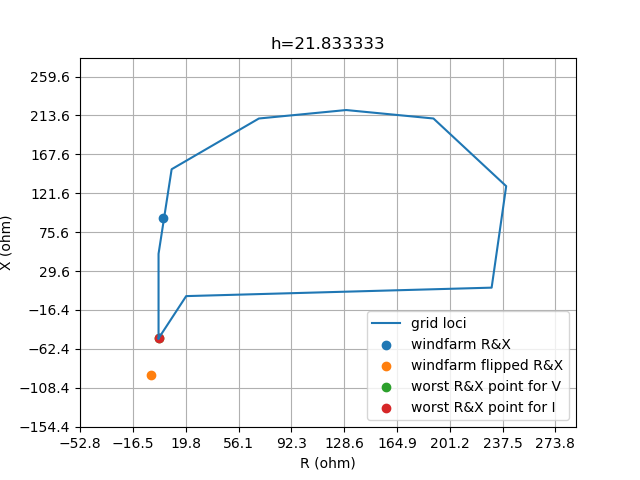 h=21.833333
259.6
213.6
167.6
121.6
75.6
29.6
−16.4
−62.4
−108.4
−154.4
X (ohm)
grid loci
windfarm R&X
windfarm flipped R&X
worst R&X point for V
worst R&X point for I
−52.8 −16.5 19.8 56.1 92.3 128.6 164.9 201.2 237.5 273.8
R (ohm)